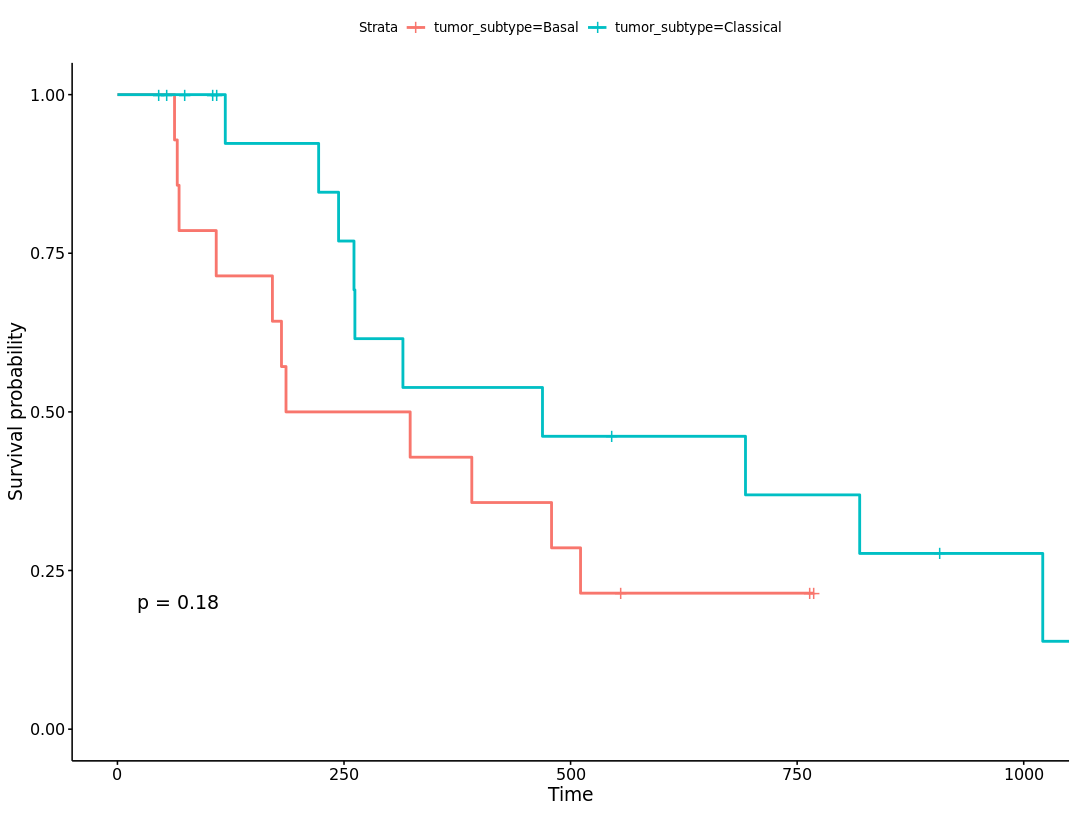 Strata tumor_subtype=Basal tumor_subtype=Classical
1.00
0.75
0.50
0.25
0.00
Survival probability
p = 0.18
0 250 500 750 1000
Time